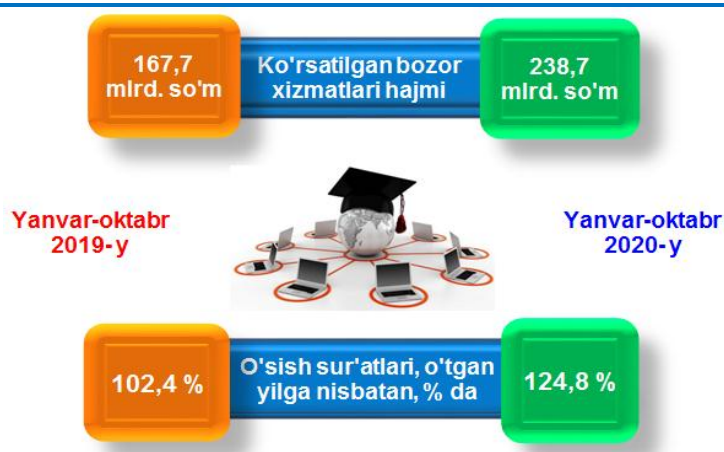 167,7
mlrd. so'm
Ko'rsatilgan bozor
xizmatlari hajmi
238,7
mlrd. so'm
Yanvar-oktabr
2019-y
Yanvar-oktabr
2020-y
102,4 %
O'sish sur'atlari, o'tgan
yilga nisbatan, % da
124,8 %